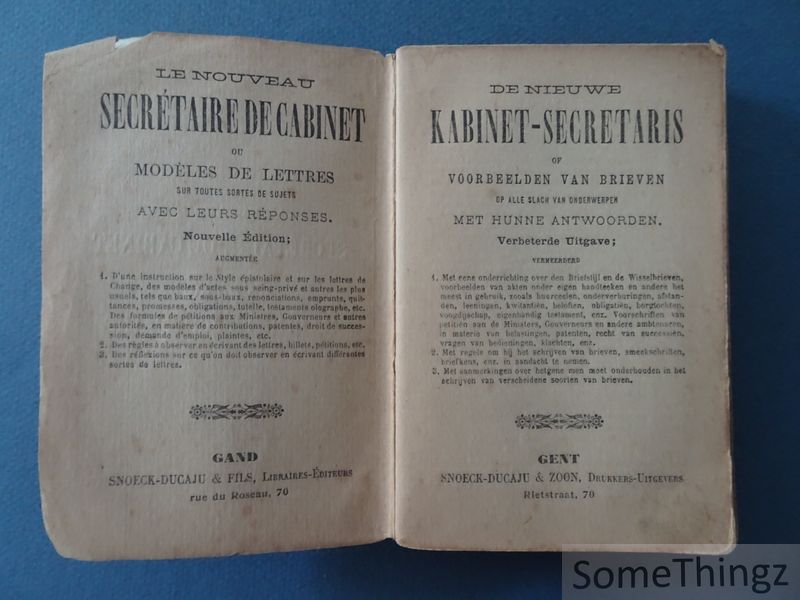 LE NOUVEAU
SECRÉTAIRE DE CABINET
OU
MODÈLES DE LETTRES
SUR TOUTES SORTES DE SUJETS
AVEC LEURS RÉPONSES.
Nouvelle Édition;
AUGMENTÉE
1. D'une instruction sur le Style épistolaire et sur les lettres de
Change, des modèles d'actes sous seing-privé et autres les plus
usuels, tels que baux, sous-baux, rénonciations, emprunts, quit-
tances, promesses, obligations, tutelle, testaments olographe, etc.
Des formules de pétitions aux Ministres, Gouverneurs et autres
autorités, en matière de contributions, patentes, droit de succes-
sion, demande d'emploi, plaintes, etc.
2. Des règles à observer en écrivant des lettres, billets, pétitions, etc.
3. Des réflexions sur ce qu'on doit observer en écrivant différentes
sortes de lettres.
GAND
SNOECK-DUCAJU & FILS, LIBRAIRES-ÉDITEURS
rue du Roseau, 70
DE NIEUWE
KABINET-SECRETARIS
OF
VOORBEELDEN VAN BRIEVEN
OP ALLE SLACH VAN ONDERWERPEN
MET HUNNE ANTWOORDEN.
Verbeterde Uitgave;
VERMEERDERD
1. Met eene onderrichting over den Briefstijl en de Wisselbrieven,
voorbeelden van akten onder eigen handteeken en andere het
meest in gebruik, zooals huurceelen, onderverhuringen, afstan-
den, leeningen, kwitantiën, beloften, obligatiën, borgtochten,
voogdijschap, eigenhandig testament, enz. Voorschriften van
petitiën aan de Ministers, Gouverneurs en andere ambtenaren,
in materie van belastingen, patenten, recht van successiën,
vragen van bedieningen, klachten, enz.
2. Met regels om bij het schrijven van brieven, smeekschriften,
briefkens, enz. in aandacht te nemen.
3. Met aanmerkingen over hetgene men moet onderhouden in het
schrijven van verscheidene soorten van brieven.
GENT
SNOECK-DUCAJU & ZOON, DRUKKERS-UITGEVERS
Rietstraat, 70
SomeThingz